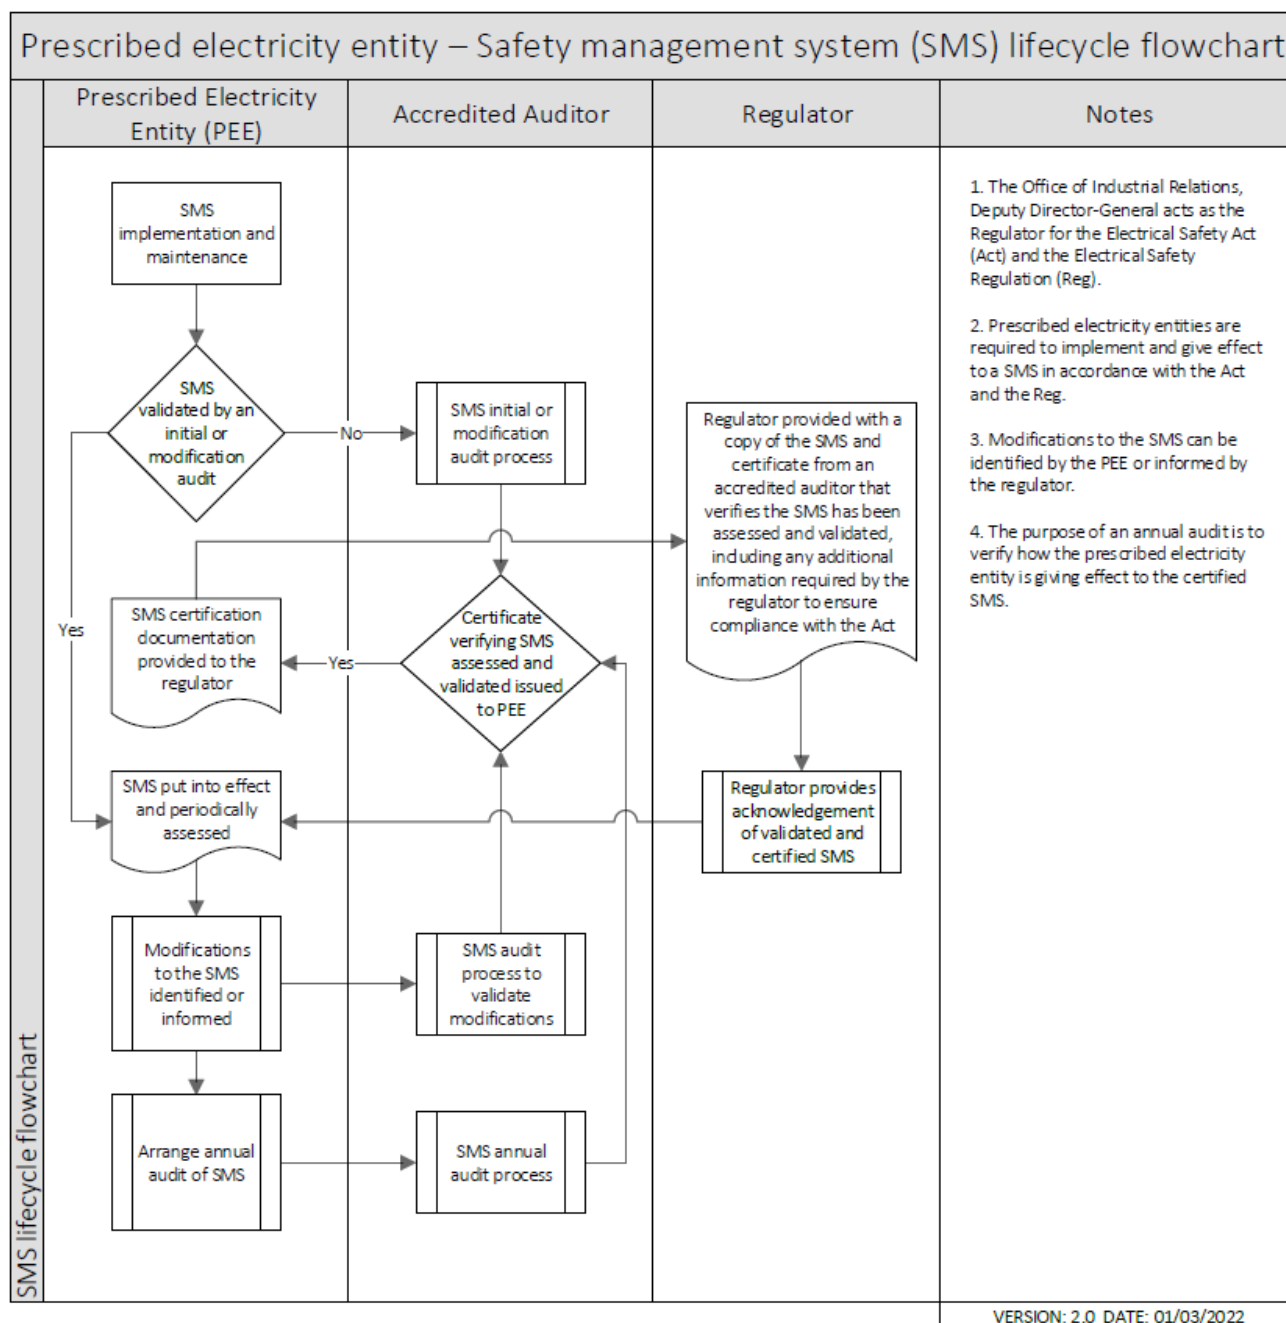 Prescribed electricity entity – Safety management system (SMS) lifecycle flowchart
Prescribed Electricity
Entity (PEE)
Accredited Auditor
Regulator
Notes
SMS
implementation and
maintenance
SMS
validated by an
initial or
modification
audit
No
Yes
SMS initial or
modification
audit process
Regulator provided with a
copy of the SMS and
certificate from an
accredited auditor that
verifies the SMS has been
assessed and validated,
including any additional
information required by the
regulator to ensure
compliance with the Act
SMS certification
documentation
provided to the
regulator
Yes
Certificate
verifying SMS
assessed and
validated issued
to PEE
SMS put into effect
and periodically
assessed
Regulator provides
acknowledgement
of validated and
certified SMS
Modifications
to the SMS
identified or
informed
SMS audit
process to
validate
modifications
Arrange annual
audit of SMS
SMS annual
audit process
1. The Office of Industrial Relations,
Deputy Director-General acts as the
Regulator for the Electrical Safety Act
(Act) and the Electrical Safety
Regulation (Reg).
2. Prescribed electricity entities are
required to implement and give effect
to a SMS in accordance with the Act
and the Reg.
3. Modifications to the SMS can be
identified by the PEE or informed by
the regulator.
4. The purpose of an annual audit is to
verify how the prescribed electricity
entity is giving effect to the certified
SMS.
SMS lifecycle flowchart
VERSION: 2.0 DATE: 01/03/2022